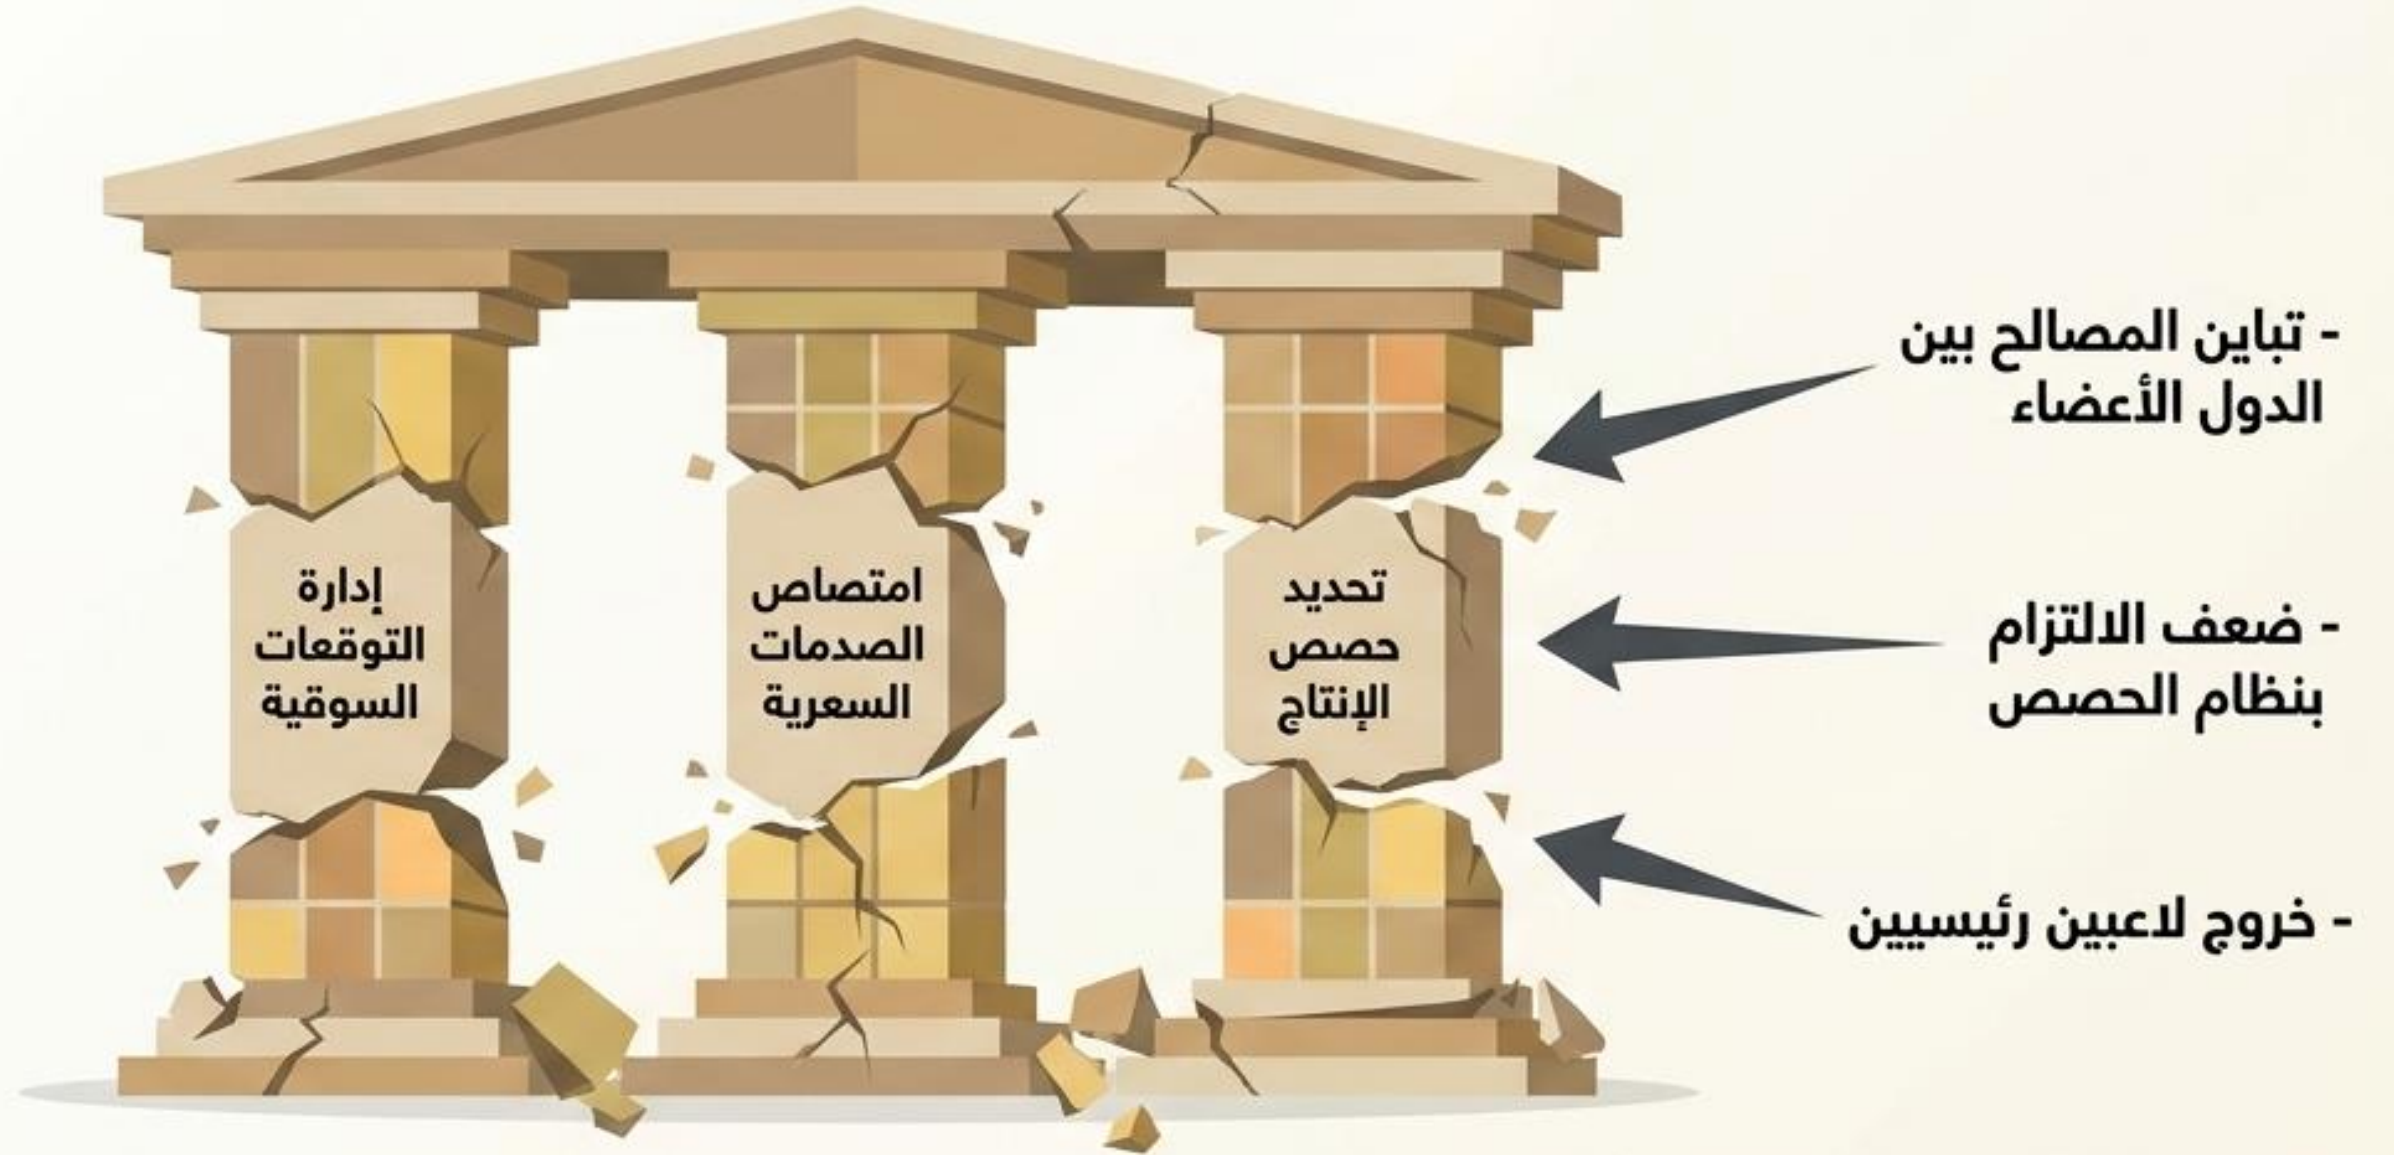 - تباين المصالح بين
الدول الأعضاء
- ضعف الالتزام
بنظام الحصص
- خروج لاعبين رئيسيين
تحديد
حصص
الإنتاج
امتصاص
الصدمات
السعرية
إدارة
التوقعات
السوقية